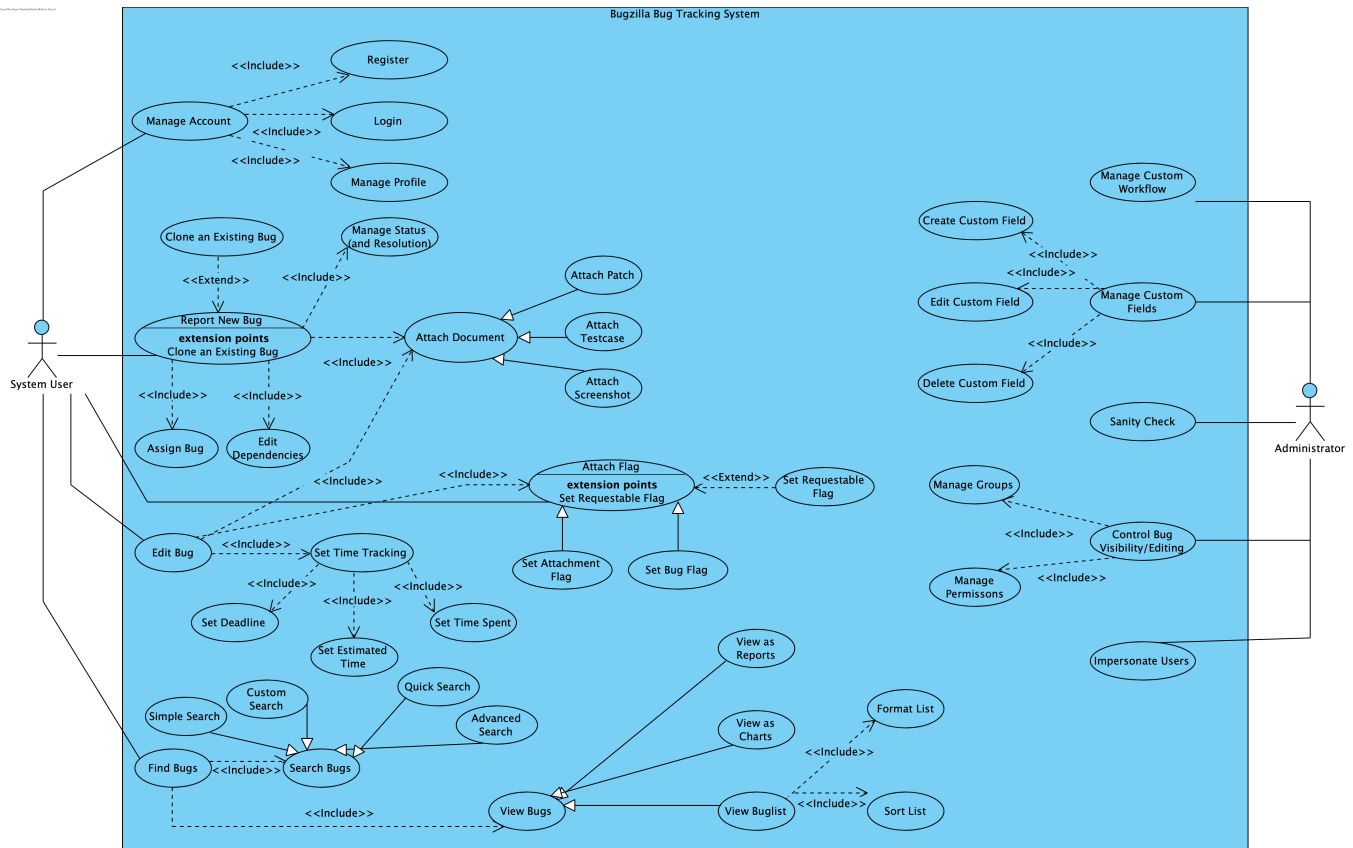 Bugzilla Bug Tracking System
Register
<<Include>>
Manage Account
Login
<<Include>>
<<Include>>
Manage Profile
Manage Custom
Workflow
Create Custom Field
Clone an Existing Bug
Manage Status
(and Resolution)
<<Include>>
<<Extend>>
<<Include>>
<<Include>>
Attach Patch
Edit Custom Field
Manage Custom
Fields
Report New Bug
extension points
Clone an Existing Bug
Attach Document
Attach
Testcase
<<Include>>
<<Include>>
System User
Attach
Screenshot
Delete Custom Field
<<Include>>
<<Include>>
Sanity Check
Administrator
Assign Bug
Edit
Dependencies
Attach Flag
extension points
Set Requestable Flag
<<Include>>
<<Include>>
<<Extend>>
Set Requestable
Flag
Manage Groups
<<Include>>
Control Bug
Visibility/Editing
Edit Bug
<<Include>>
Set Time Tracking
Set Attachment
Flag
Set Bug Flag
<<Include>>
Manage
Permissons
<<Include>>
<<Include>>
<<Include>>
Set Deadline
Set Time Spent
Set Estimated
Time
View as
Reports
Impersonate Users
Quick Search
Custom
Search
Simple Search
Advanced
Search
Format List
View as
Charts
<<Include>>
Find Bugs
<<Include>>
Search Bugs
<<Include>>
View Bugs
View Buglist
<<Include>>
Sort List